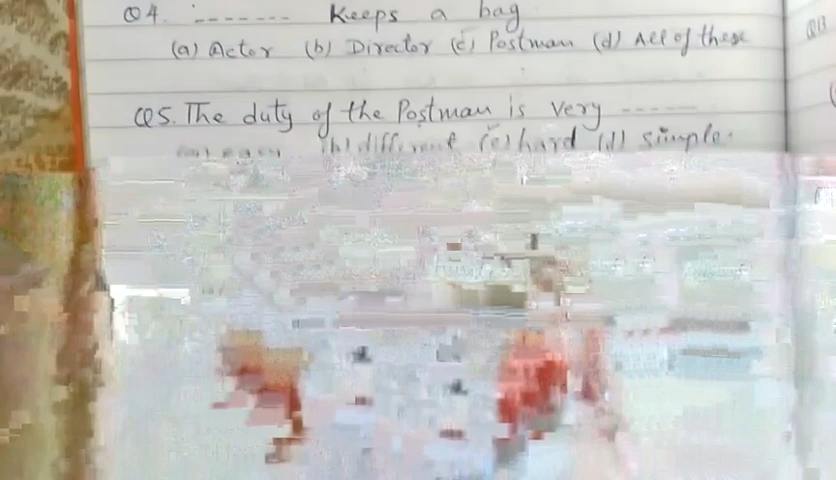 Q4. ------- Keeps a bag
(a) Actor (b) Director (c) Postman (d) All of these
Q5. The duty of the Postman is very -----
(a) easy (b) different (c) hard (d) simple.